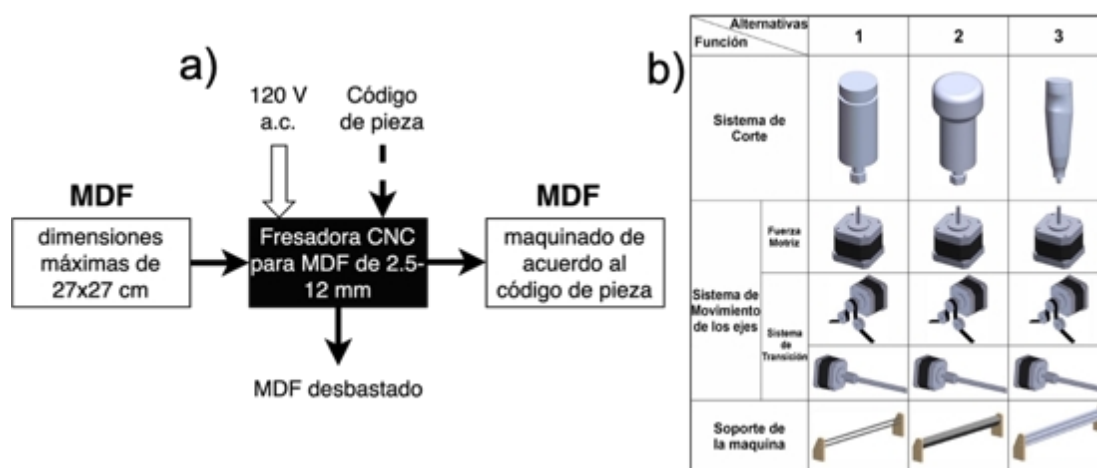 a)
120 V
a.c.
Código
de pieza
MDF
dimensiones
máximas de
27x27 cm
Fresadora CNC
para MDF de 2.5-
12 mm
MDF
maquinado de
acuerdo al
código de pieza
MDF desbastado
b)
Alternativas
Función
1
2
3
Sistema de
Corte
Sistema de
Movimiento
de los ejes
Fuerza
Motriz
Sistema
de
Transición
Soporte de
la maquina